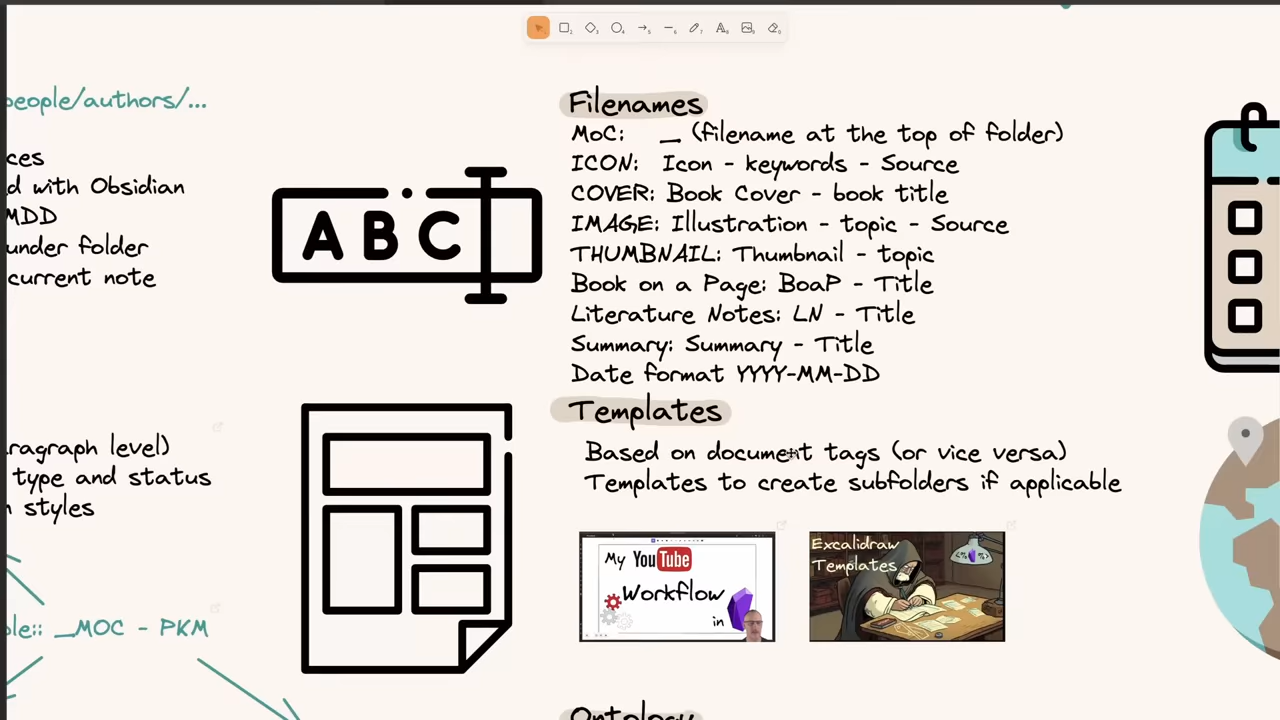 people/authors/...
ces
d with Obsidian
MDD
under folder
current note
ABC
Filenames
MoC: _ (filename at the top of folder)
ICON: Icon - keywords - Source
COVER: Book Cover - book title
IMAGE: Illustration - topic - Source
THUMBNAIL: Thumbnail - topic
Book on a Page: BoaP - Title
Literature Notes: LN - Title
Summary: Summary - Title
Date format YYYY-MM-DD
ragraph level)
type and status
styles
ole:: _MOC - PKM
Templates
Based on document tags (or vice versa)
Templates to create subfolders if applicable
My YouTube
Workflow
in
Excalidraw
Templates
Ontology